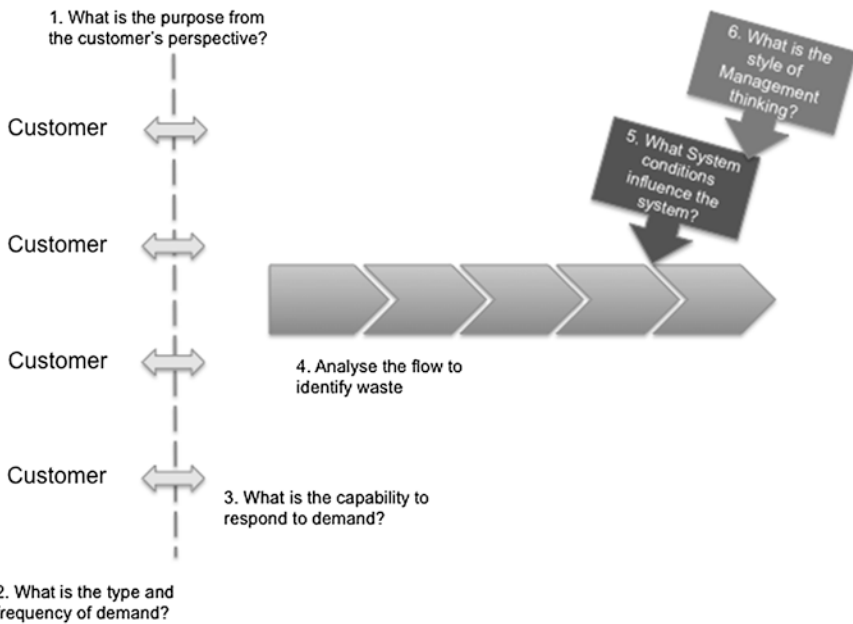 1. What is the purpose from
the customer's perspective?
6. What is the
style of
Management
thinking?
Customer
5. What System
conditions
influence the
system?
Customer
Customer
4. Analyse the flow to
identify waste
Customer
3. What is the capability to
respond to demand?
2. What is the type and
frequency of demand?